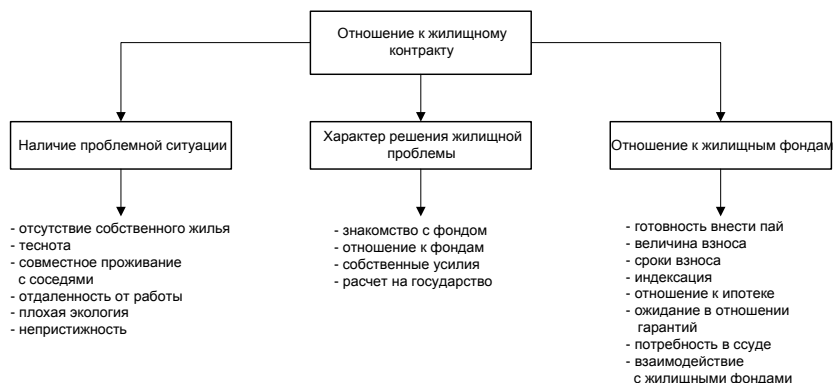 Отношение к жилищному
контракту
Наличие проблемной ситуации
Характер решения жилищной
проблемы
Отношение к жилищным фондам
- отсутствие собственного жилья
- теснота
- совместное проживание
с соседями
- отдаленность от работы
- плохая экология
- непристижность
- знакомство с фондом
- отношение к фондам
- собственные усилия
- расчет на государство
- готовность внести пай
- величина взноса
- сроки взноса
- индексация
- отношение к ипотеке
- ожидание в отношении
гарантий
- потребность в ссуде
- взаимодействие
с жилищными фондами